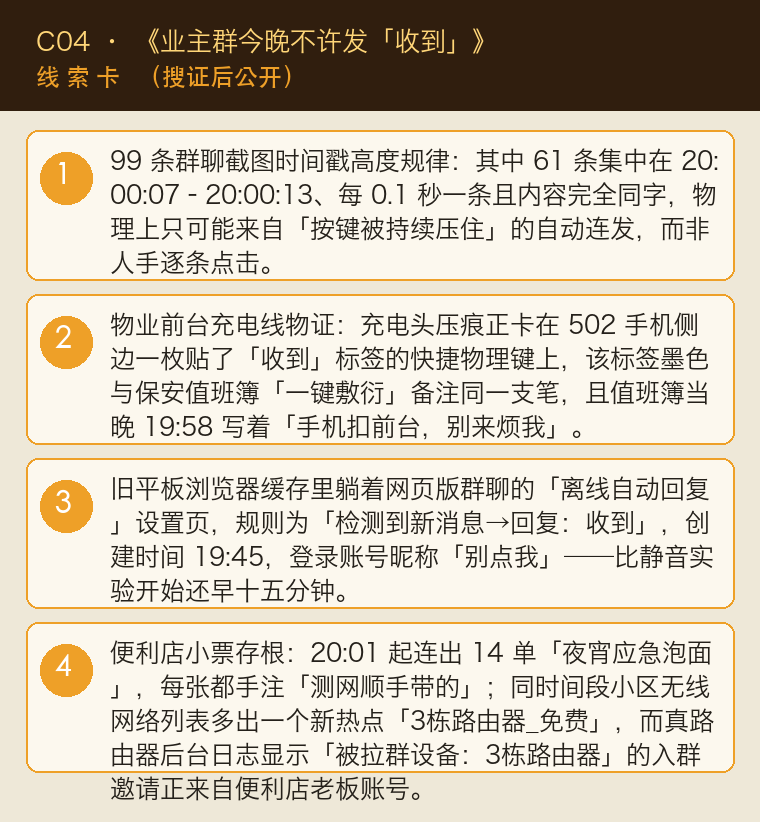 C04 · 《业主群今晚不许发「收到」》
线 索 卡 （搜证后公开）
1
99 条群聊截图时间戳高度规律：其中 61 条集中在 20:
00:07 - 20:00:13、每 0.1 秒一条且内容完全同字，物
理上只可能来自「按键被持续压住」的自动连发，而非
人手逐条点击。
2
物业前台充电线物证：充电头压痕正卡在 502 手机侧
边一枚贴了「收到」标签的快捷物理键上，该标签墨色
与保安值班簿「一键敷衍」备注同一支笔，且值班簿当
晚 19:58 写着「手机扣前台，别来烦我」。
3
旧平板浏览器缓存里躺着网页版群聊的「离线自动回复
」设置页，规则为「检测到新消息→回复：收到」，创
建时间 19:45，登录账号昵称「别点我」——比静音实
验开始还早十五分钟。
4
便利店小票存根：20:01 起连出 14 单「夜宵应急泡面
」，每张都手注「测网顺手带的」；同时间段小区无线
网络列表多出一个新热点「3栋路由器_免费」，而真路
由器后台日志显示「被拉群设备：3栋路由器」的入群
邀请正来自便利店老板账号。